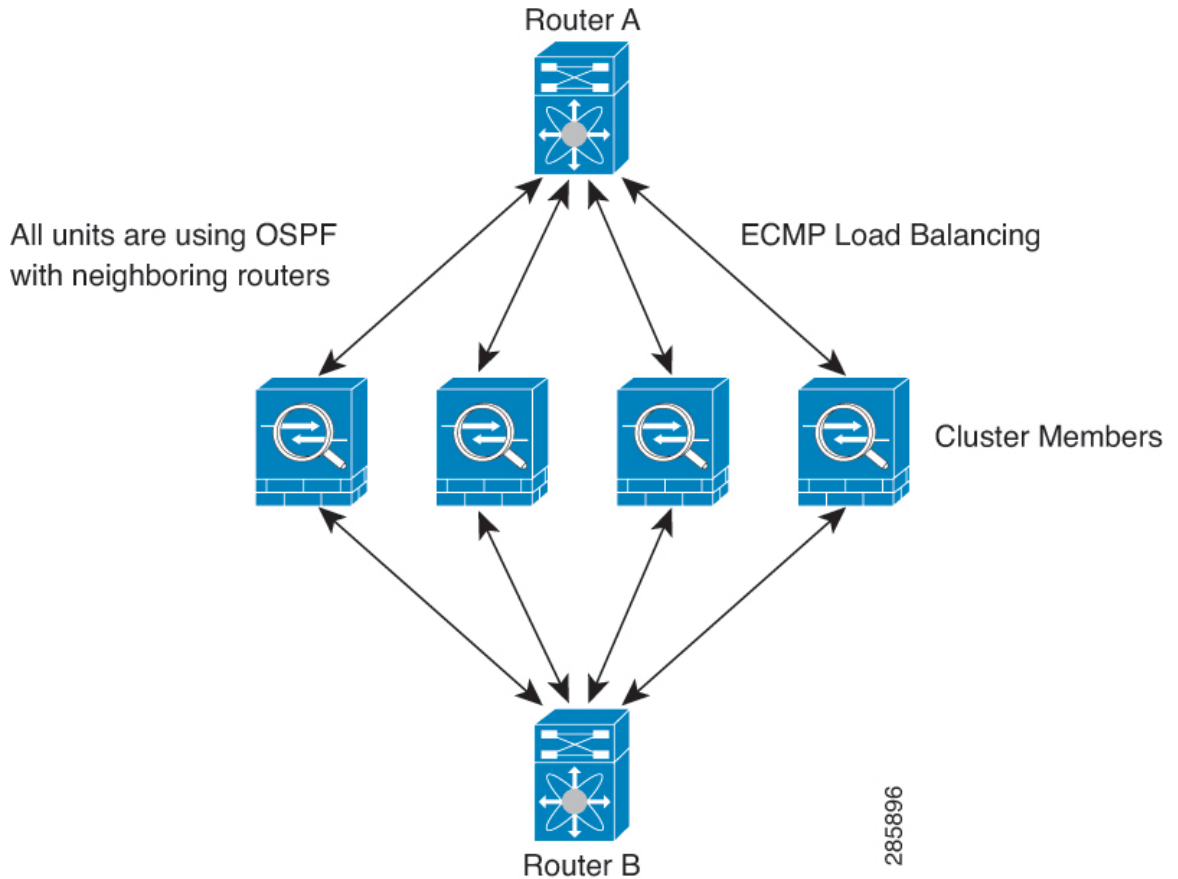 Router A
All units are using OSPF
with neighboring routers
ECMP Load Balancing
Cluster Members
Router B
285896